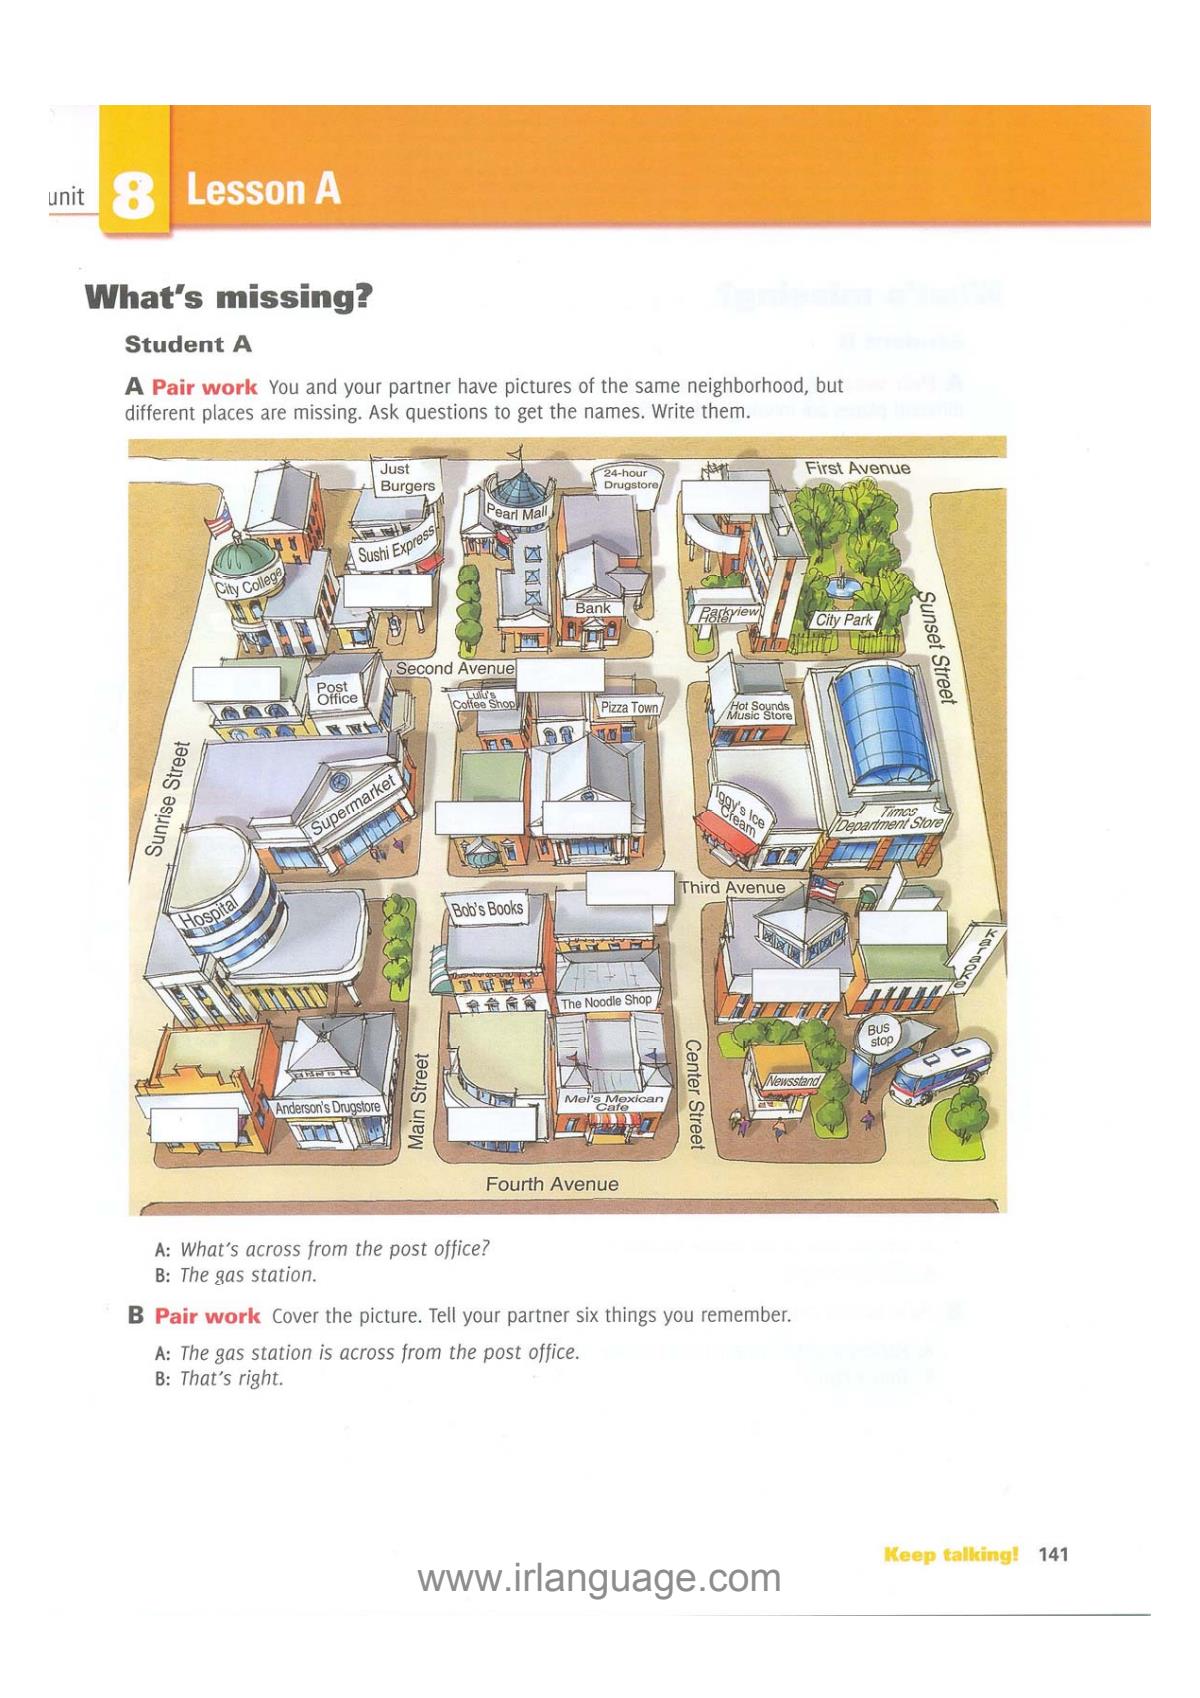 unit 8 Lesson A
What's missing?
Student A
A Pair work You and your partner have pictures of the same neighborhood, but
different places are missing. Ask questions to get the names. Write them.
First Avenue
Just
Burgers
24-hour
Drugstore
Pearl Mall
Sushi Express
City College
Bank
Parkview
Hotel
City Park
Sunset Street
Second Avenue
Post
Office
Lulu's
Coffee Shop
Pizza Town
Hot Sounds
Music Store
Sunrise Street
Supermarket
Iggy's Ice
Cream
Times
Department Store
Third Avenue
Hospital
Bob's Books
karaoke
The Noodle Shop
Bus
stop
Main Street
Center Street
Newsstand
Anderson's Drugstore
Mel's Mexican
Cafe
Fourth Avenue
A: What's across from the post office?
B: The gas station.
B Pair work Cover the picture. Tell your partner six things you remember.
A: The gas station is across from the post office.
B: That's right.
Keep talking! 141
www.irlanguage.com